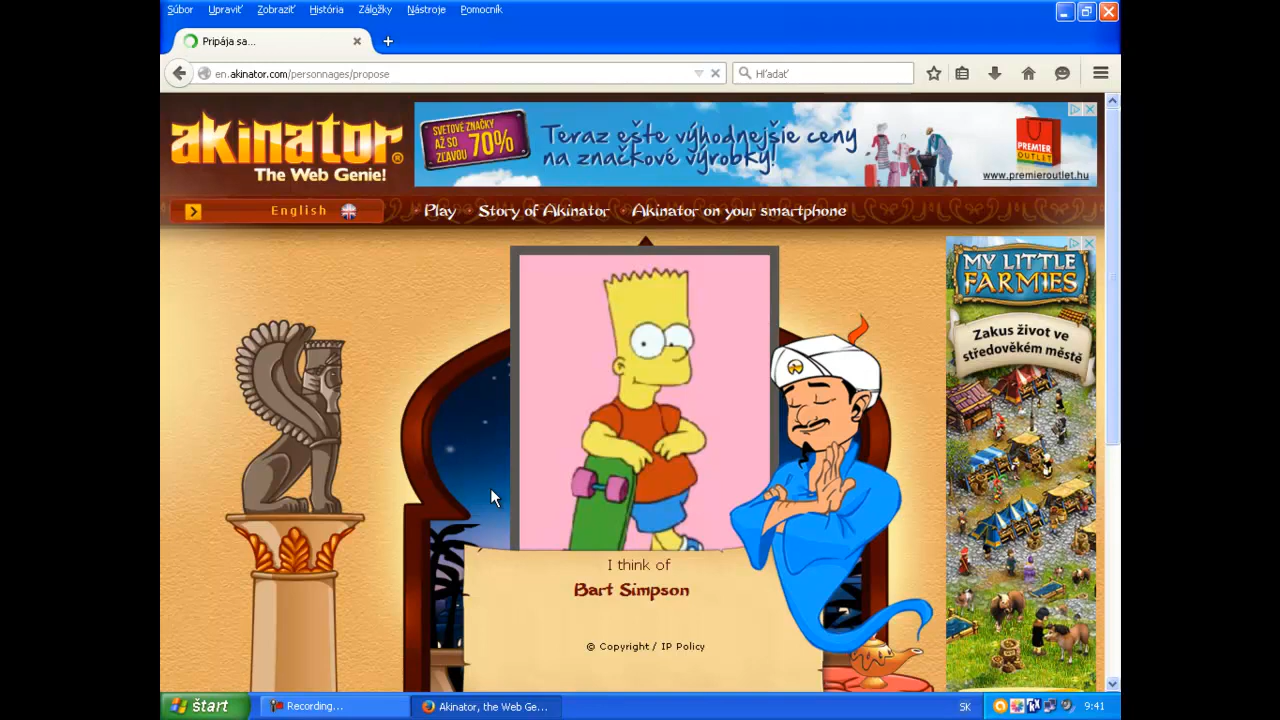 Súbor Upraviť Zobraziť História Záložky Nástroje Pomocník
Pripája sa...
en.akinator.com/personnages/propose
Hľadať
akinator®
The Web Genie!
SVETOVÉ ZNAČKY
AŽ SO
ZĽAVOU
70%
Teraz ešte výhodnejšie ceny
na značkové výrobky!
PREMIER
OUTLET
www.premieroutlet.hu
English
Play
Story of Akinator
Akinator on your smartphone
MY LITTLE
FARMIES
Zakus život ve
středověkém městě
I think of
Bart Simpson
© Copyright / IP Policy
štart
Recording...
Akinator, the Web Ge...
SK
9:41